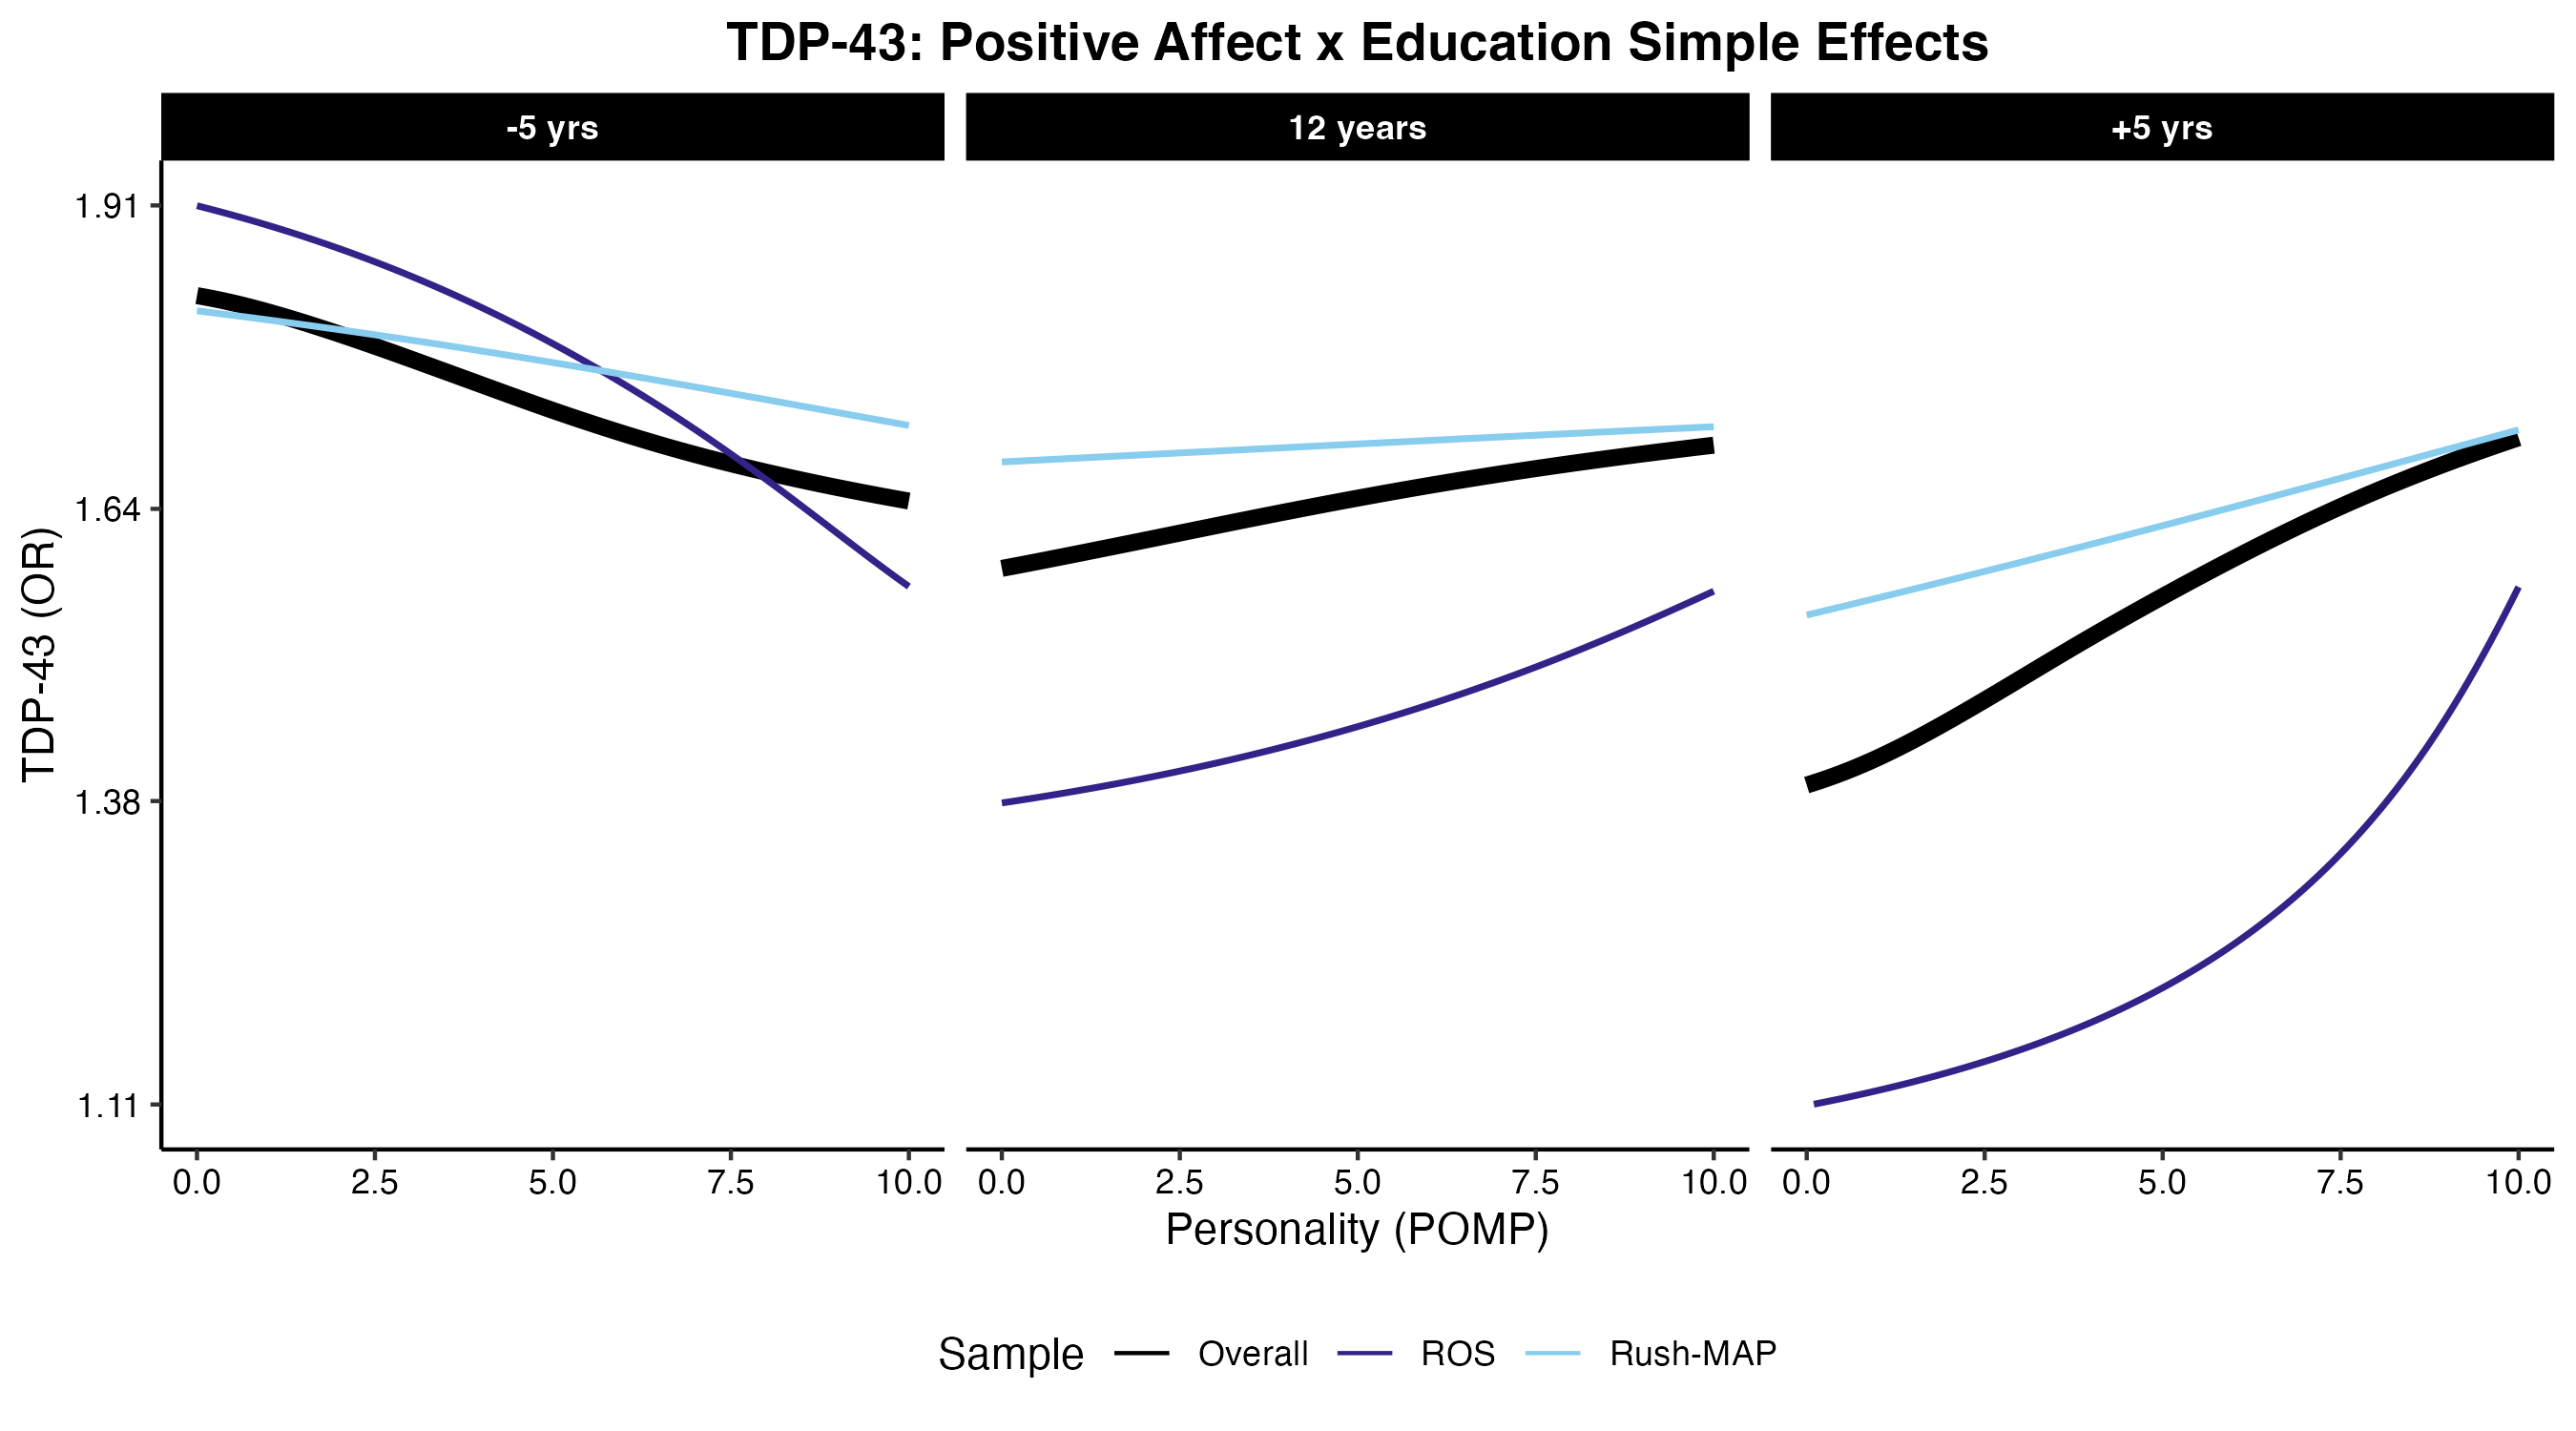 TDP-43: Positive Affect x Education Simple Effects
-5 yrs
12 years
+5 yrs
TDP-43 (OR)
1.91
1.64
1.38
1.11
0.0 2.5 5.0 7.5 10.0
0.0 2.5 5.0 7.5 10.0
0.0 2.5 5.0 7.5 10.0
Personality (POMP)
Sample Overall ROS Rush-MAP